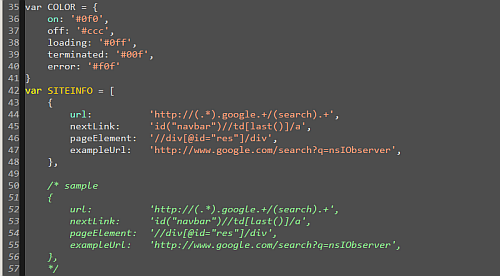 35 var COLOR = {
36     on: '#0f0',
37     off: '#ccc',
38     loading: '#0ff',
39     terminated: '#00f',
40     error: '#f0f'
41 }
42 var SITEINFO = [
43     {
44         url:          'http://(.*).google.+/(search).+',
45         nextLink:     'id("navbar")//td[last()]/a',
46         pageElement:  '//div[@id="res"]/div',
47         exampleUrl:   'http://www.google.com/search?q=nsIObserver',
48     },
49
50     /* sample
51     {
52         url:          'http://(.*).google.+/(search).+',
53         nextLink:     'id("navbar")//td[last()]/a',
54         pageElement:  '//div[@id="res"]/div',
55         exampleUrl:   'http://www.google.com/search?q=nsIObserver',
56     },
57     */